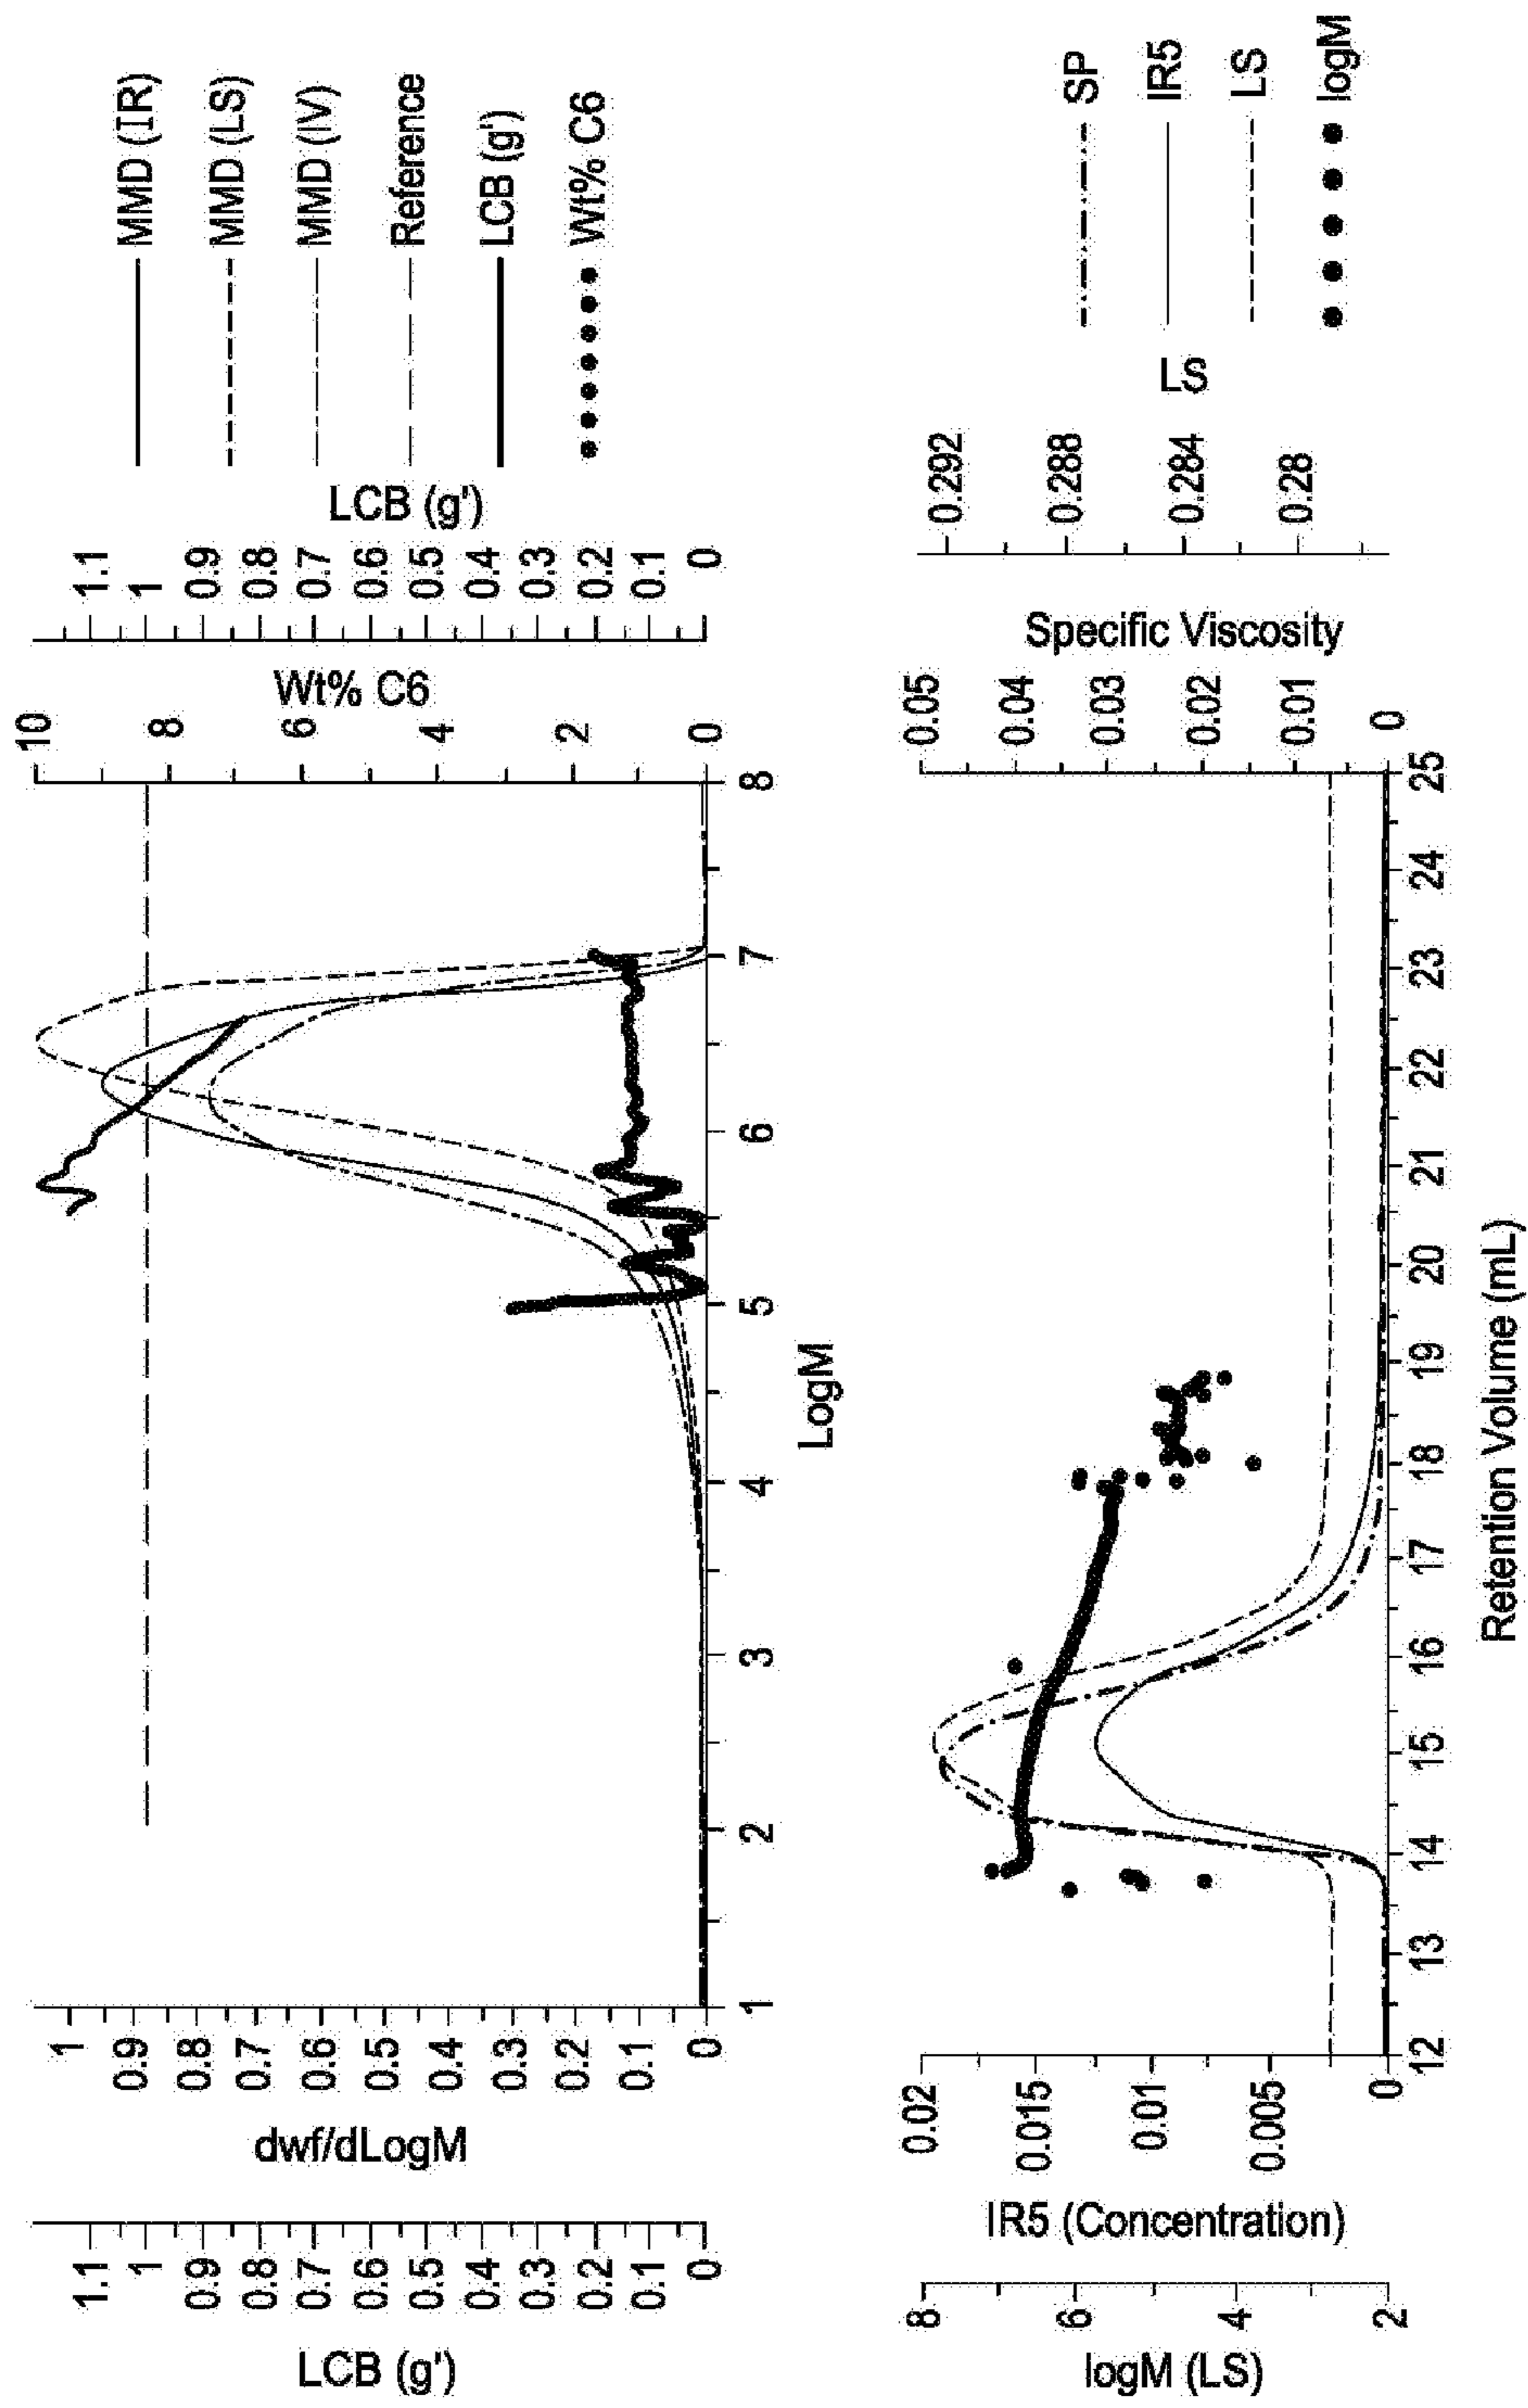 LCB (g')
1.1
1
0.9
0.8
0.7
0.6
0.5
0.4
0.3
0.2
0.1
0
dwf/dLogM
1
0.9
0.8
0.7
0.6
0.5
0.4
0.3
0.2
0.1
0
1 2 3 4 5 6 7 8
LogM
Wt% C6
10
8
6
4
2
0
LCB (g')
1.1
1
0.9
0.8
0.7
0.6
0.5
0.4
0.3
0.2
0.1
0
MMD (IR)
MMD (LS)
MMD (IV)
Reference
LCB (g')
Wt% C6
logM (LS)
8
6
4
2
IR5 (Concentration)
0.02
0.015
0.01
0.005
0
12 13 14 15 16 17 18 19 20 21 22 23 24 25
Retention Volume (mL)
Specific Viscosity
0.05
0.04
0.03
0.02
0.01
0
LS
0.292
0.288
0.284
0.28
SP
IR5
LS
logM